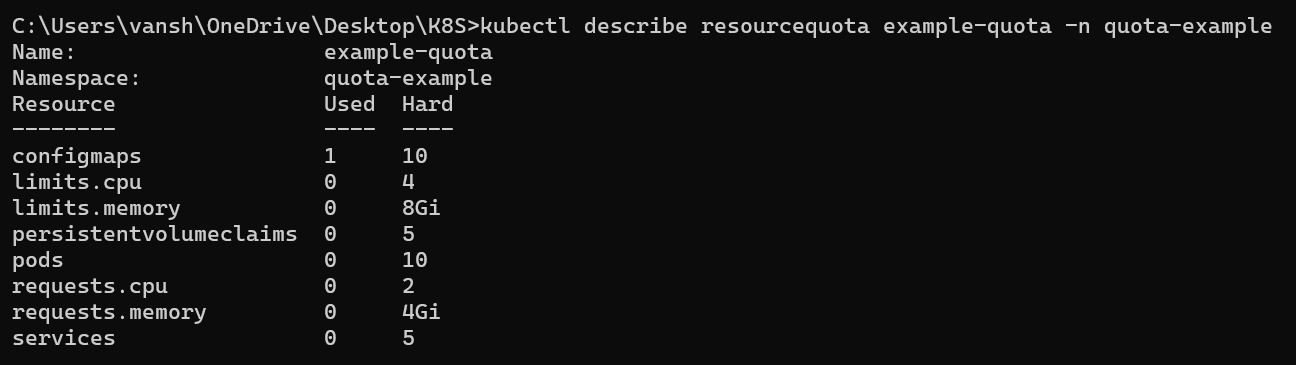 C:\Users\vansh\OneDrive\Desktop\K8S>kubectl describe resourcequota example-quota -n quota-example
Name:                   example-quota
Namespace:              quota-example
Resource                Used  Hard
--------                ----  ----
configmaps              1     10
limits.cpu              0     4
limits.memory           0     8Gi
persistentvolumeclaims  0     5
pods                    0     10
requests.cpu            0     2
requests.memory         0     4Gi
services                0     5